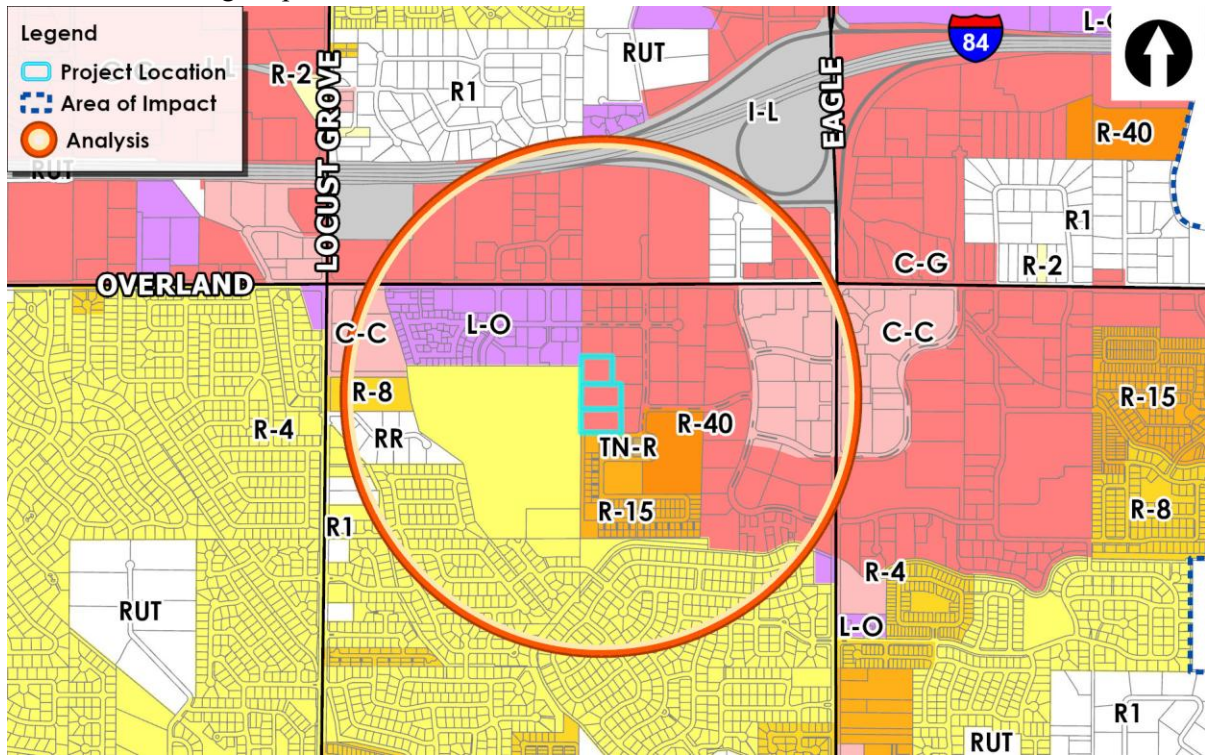 Legend
Project Location
Area of Impact
Analysis
RUT
R-2
R1
RUT
84
I-L
R-40
R1
R-2
C-G
LOCUST GROVE
EAGLE
OVERLAND
C-C
L-O
C-C
R-8
R-4
RR
R-40
TN-R
R-15
R-15
R-8
R1
R-4
RUT
L-O
R1
RUT